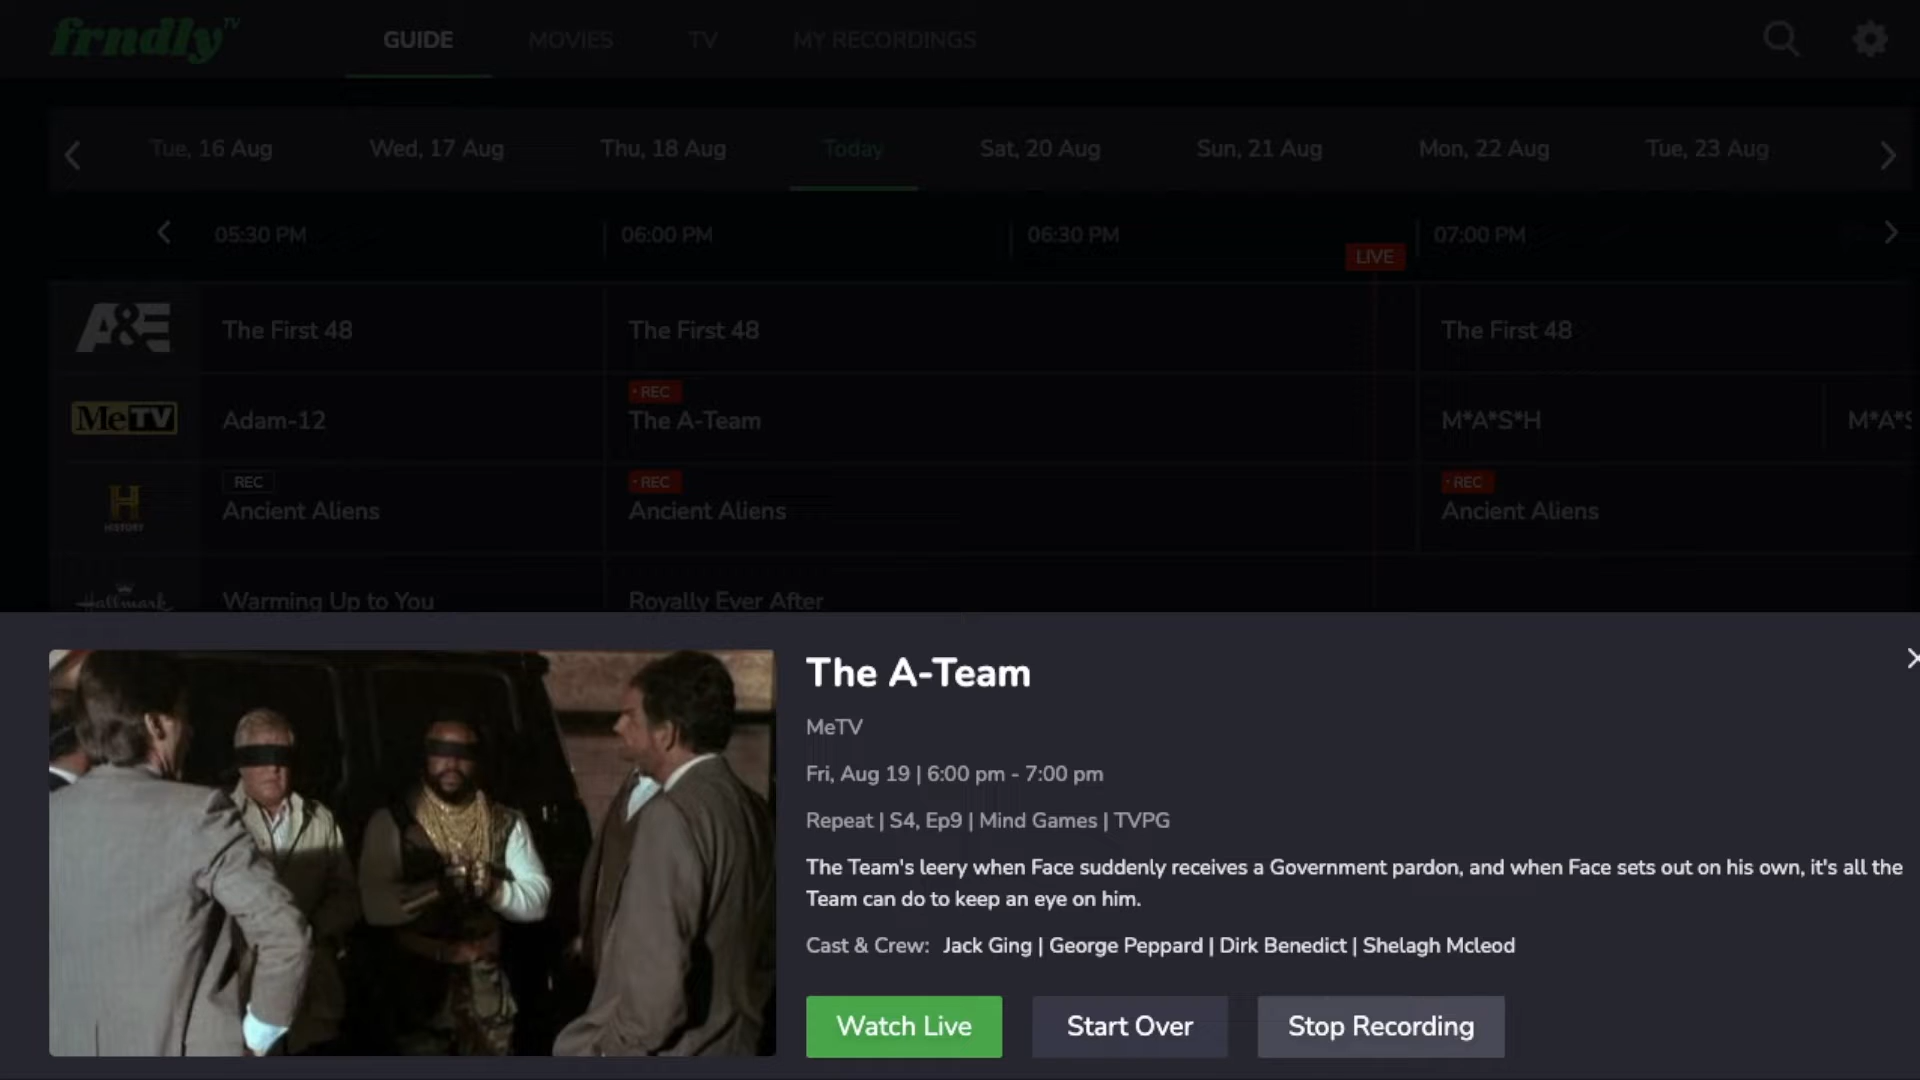 frndly TV
GUIDE
MOVIES
TV
MY RECORDINGS
Tue, 16 Aug
Wed, 17 Aug
Thu, 18 Aug
Today
Sat, 20 Aug
Sun, 21 Aug
Mon, 22 Aug
Tue, 23 Aug
05:30 PM
06:00 PM
06:30 PM
07:00 PM
LIVE
A&E
The First 48
The First 48
The First 48
MeTV
Adam-12
• REC
The A-Team
M*A*S*H
M*A*S
H
HISTORY
REC
Ancient Aliens
• REC
Ancient Aliens
• REC
Ancient Aliens
Hallmark
Warming Up to You
Royally Ever After
The A-Team
MeTV
Fri, Aug 19 | 6:00 pm - 7:00 pm
Repeat | S4, Ep9 | Mind Games | TVPG
The Team's leery when Face suddenly receives a Government pardon, and when Face sets out on his own, it's all the
Team can do to keep an eye on him.
Cast & Crew: Jack Ging | George Peppard | Dirk Benedict | Shelagh Mcleod
Watch Live
Start Over
Stop Recording